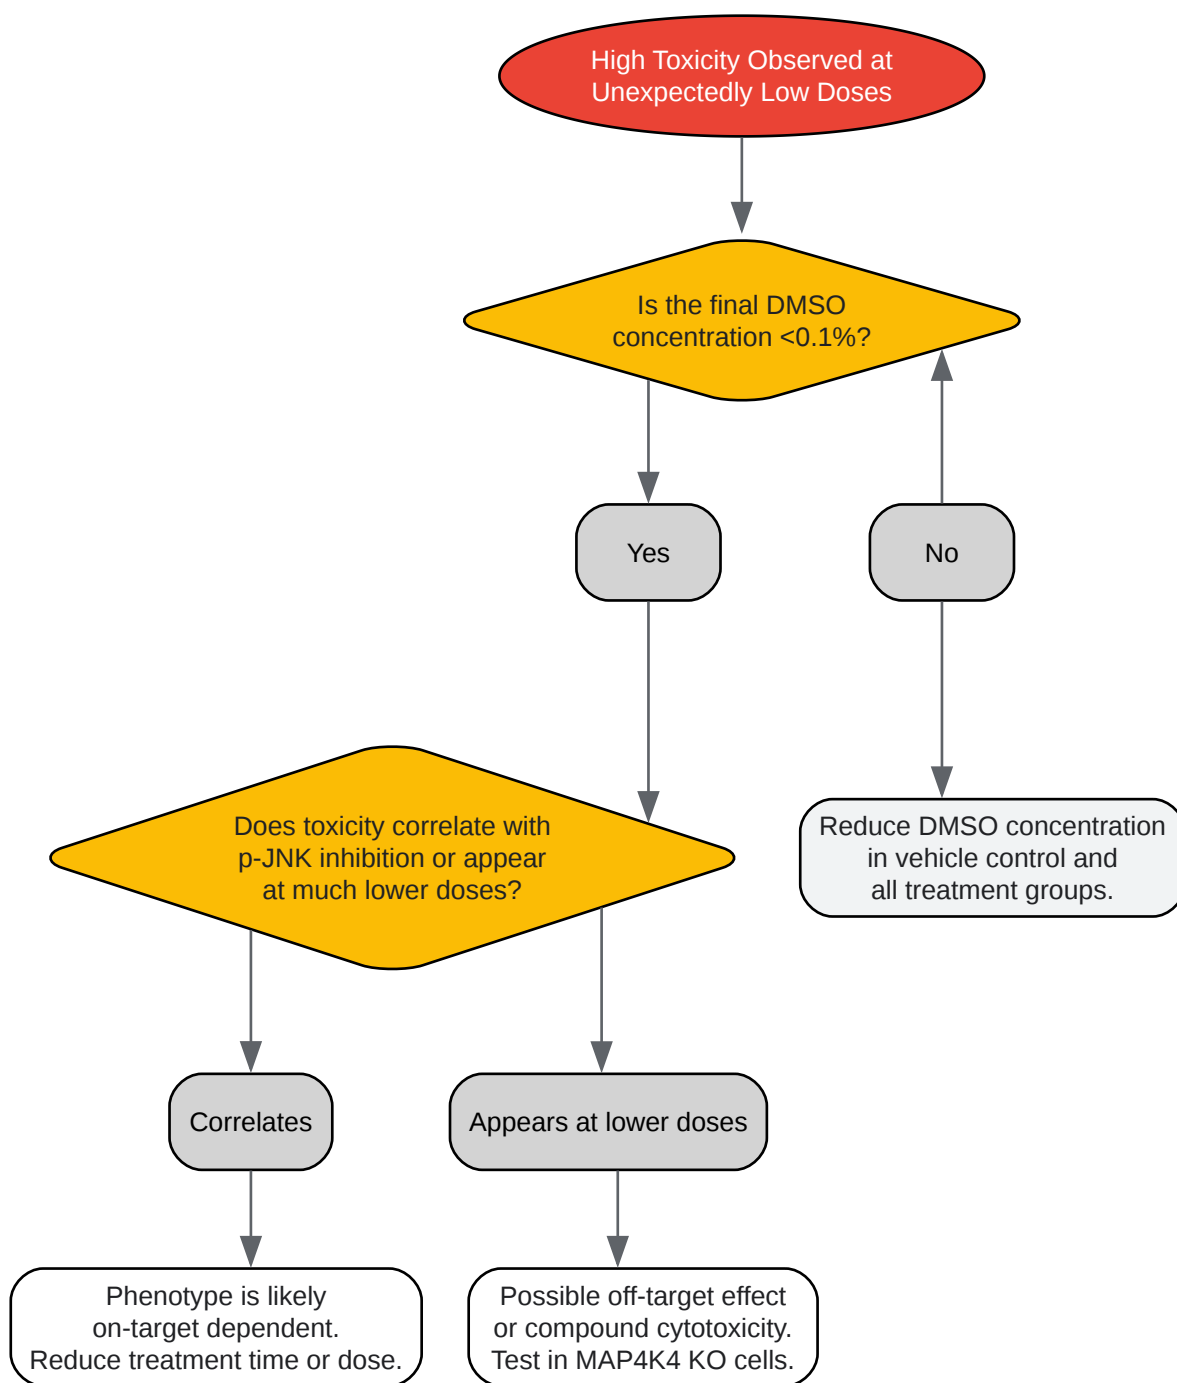 High Toxicity Observed at
Unexpectedly Low Doses
Is the final DMSO
concentration <0.1%?
Yes
No
Does toxicity correlate with
p-JNK inhibition or appear
at much lower doses?
Reduce DMSO concentration
in vehicle control and
all treatment groups.
Correlates
Appears at lower doses
Phenotype is likely
on-target dependent.
Reduce treatment time or dose.
Possible off-target effect
or compound cytotoxicity.
Test in MAP4K4 KO cells.